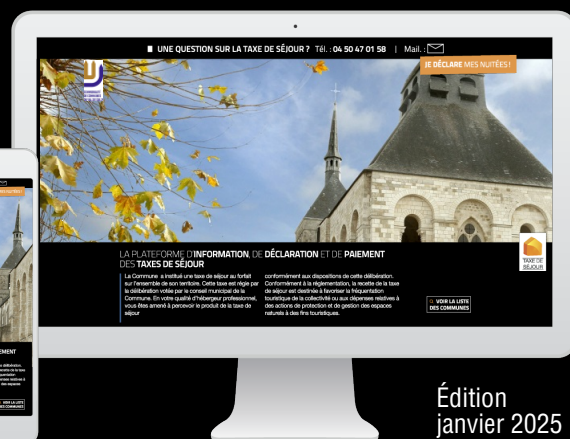 UNE QUESTION SUR LA TAXE DE SÉJOUR ? Tél. : 04 50 47 01 58 | Mail. :
JE DÉCLARE MES NUITÉES !
LA PLATEFORME D'INFORMATION, DE DÉCLARATION ET DE PAIEMENT
DES TAXES DE SÉJOUR
La Commune a institué une taxe de séjour au forfait
sur l'ensemble de son territoire. Cette taxe est régie par
la délibération votée par le conseil municipal de la
Commune. En votre qualité d'hébergeur professionnel,
vous êtes amené à percevoir le produit de la taxe de
séjour
conformément aux dispositions de cette délibération.
Conformément à la réglementation, la recette de la taxe
de séjour est destinée à favoriser la fréquentation
touristique de la collectivité ou aux dépenses relatives à
des actions de protection et de gestion des espaces
naturels à des fins touristiques.
TAXE DE
SÉJOUR
VOIR LA LISTE
DES COMMUNES
Édition
janvier 2025